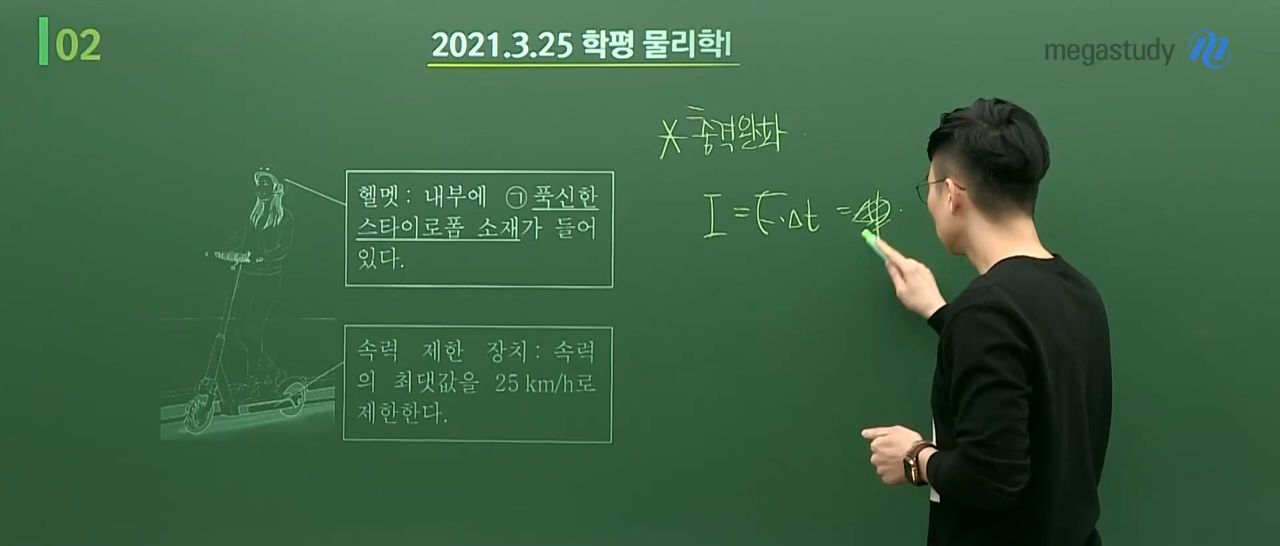 02
2021.3.25 학평 물리학I
megastudy
* 충격완화
I = F·Δt =
헬멧: 내부에 ㉠ 푹신한
스타이로폼 소재가 들어
있다.
속력 제한 장치: 속력
의 최댓값을 25 km/h로
제한한다.